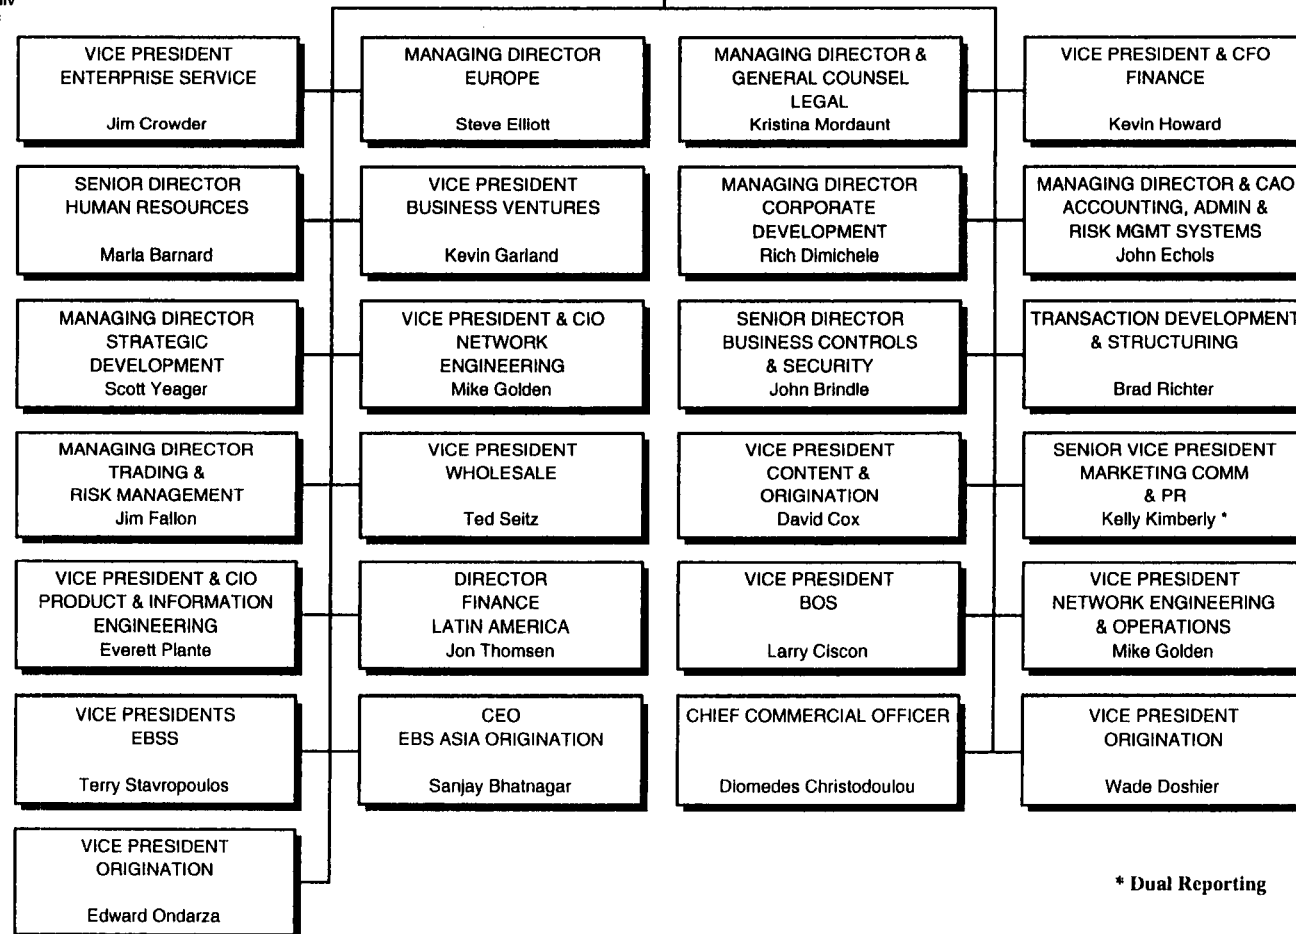 VICE PRESIDENT
ENTERPRISE SERVICE
Jim Crowder
MANAGING DIRECTOR
EUROPE
Steve Elliott
MANAGING DIRECTOR &
GENERAL COUNSEL
LEGAL
Kristina Mordaunt
VICE PRESIDENT & CFO
FINANCE
Kevin Howard
SENIOR DIRECTOR
HUMAN RESOURCES
Marla Barnard
VICE PRESIDENT
BUSINESS VENTURES
Kevin Garland
MANAGING DIRECTOR
CORPORATE
DEVELOPMENT
Rich Dimichele
MANAGING DIRECTOR & CAO
ACCOUNTING, ADMIN &
RISK MGMT SYSTEMS
John Echols
MANAGING DIRECTOR
STRATEGIC
DEVELOPMENT
Scott Yeager
VICE PRESIDENT & CIO
NETWORK
ENGINEERING
Mike Golden
SENIOR DIRECTOR
BUSINESS CONTROLS
& SECURITY
John Brindle
TRANSACTION DEVELOPMENT
& STRUCTURING
Brad Richter
MANAGING DIRECTOR
TRADING &
RISK MANAGEMENT
Jim Fallon
VICE PRESIDENT
WHOLESALE
Ted Seitz
VICE PRESIDENT
CONTENT &
ORIGINATION
David Cox
SENIOR VICE PRESIDENT
MARKETING COMM
& PR
Kelly Kimberly *
VICE PRESIDENT & CIO
PRODUCT & INFORMATION
ENGINEERING
Everett Plante
DIRECTOR
FINANCE
LATIN AMERICA
Jon Thomsen
VICE PRESIDENT
BOS
Larry Ciscon
VICE PRESIDENT
NETWORK ENGINEERING
& OPERATIONS
Mike Golden
VICE PRESIDENTS
EBSS
Terry Stavropoulos
CEO
EBS ASIA ORIGINATION
Sanjay Bhatnagar
CHIEF COMMERCIAL OFFICER
Diomedes Christodoulou
VICE PRESIDENT
ORIGINATION
Wade Doshier
VICE PRESIDENT
ORIGINATION
Edward Ondarza
* Dual Reporting